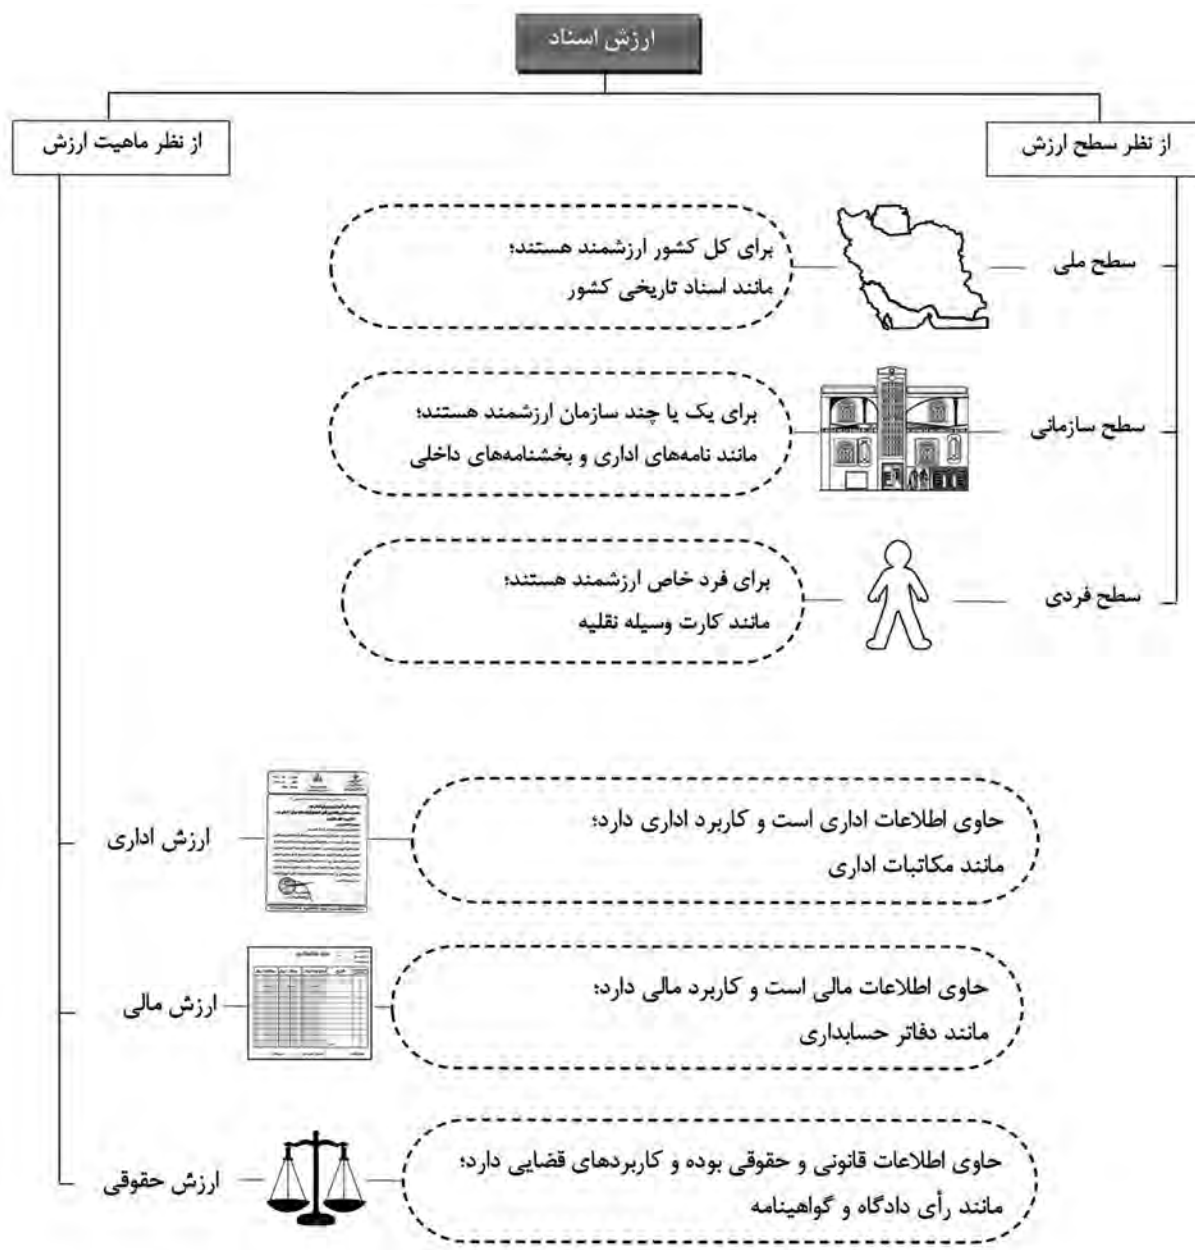 ارزش اسناد
از نظر سطح ارزش
از نظر ماهیت ارزش
سطح ملی
برای کل کشور ارزشمند هستند؛
مانند اسناد تاریخی کشور
سطح سازمانی
برای یک یا چند سازمان ارزشمند هستند؛
مانند نامه‌های اداری و بخشنامه‌های داخلی
سطح فردی
برای فرد خاص ارزشمند هستند؛
مانند کارت وسیله نقلیه
حاوی اطلاعات اداری است و کاربرد اداری دارد؛
مانند مکاتبات اداری
ارزش اداری
حاوی اطلاعات مالی است و کاربرد مالی دارد؛
مانند دفاتر حسابداری
ارزش مالی
حاوی اطلاعات قانونی و حقوقی بوده و کاربردهای قضایی دارد؛
مانند رأی دادگاه و گواهینامه
ارزش حقوقی